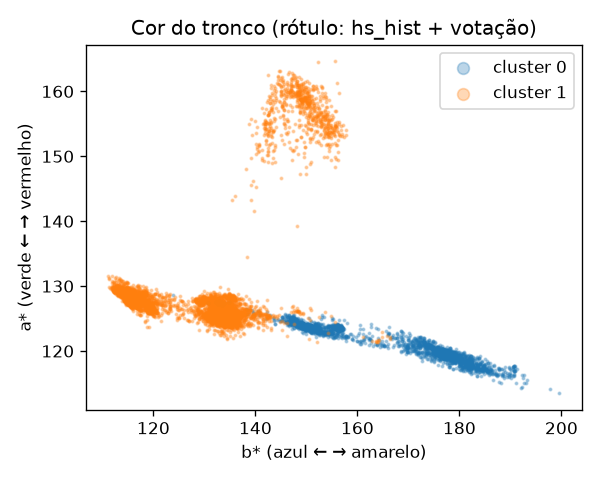 Cor do tronco (rótulo: hs_hist + votação)
cluster 0
cluster 1
a* (verde ←→ vermelho)
160
150
140
130
120
120 140 160 180 200
b* (azul ←→ amarelo)